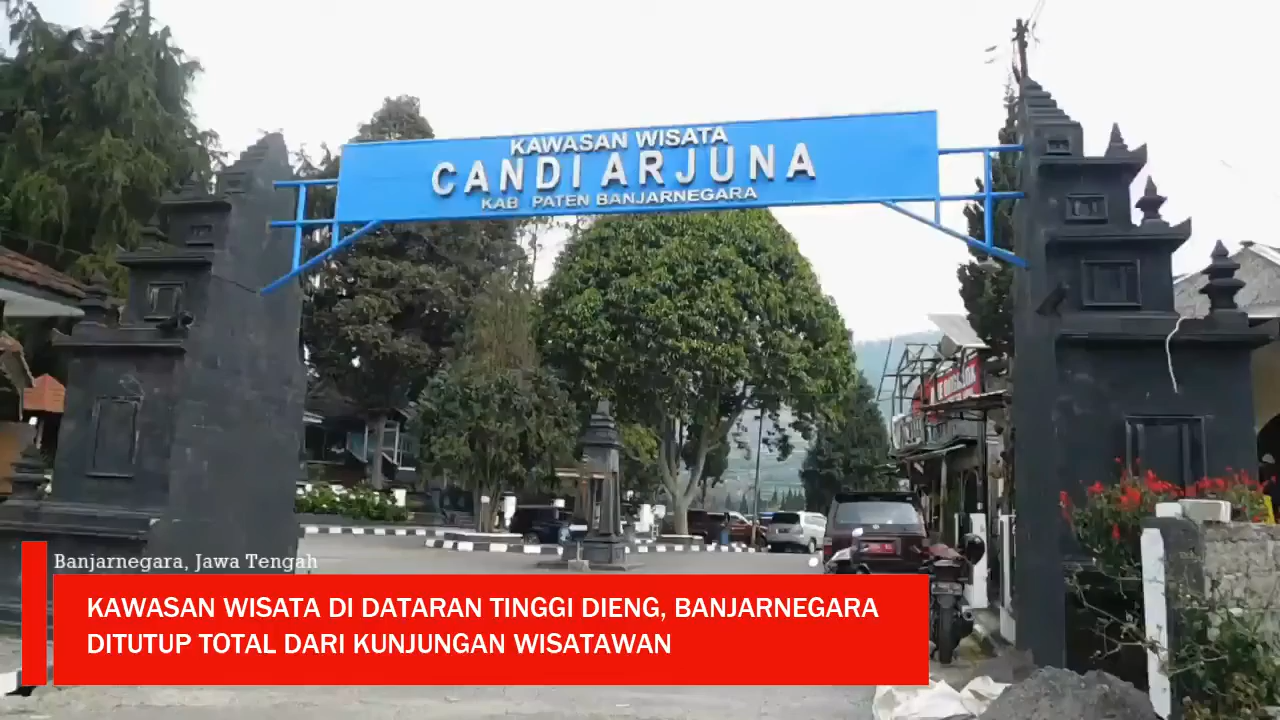 KAWASAN WISATA
CANDI ARJUNA
KAB PATEN BANJARNEGARA
Banjarnegara, Jawa Tengah
KAWASAN WISATA DI DATARAN TINGGI DIENG, BANJARNEGARA
DITUTUP TOTAL DARI KUNJUNGAN WISATAWAN